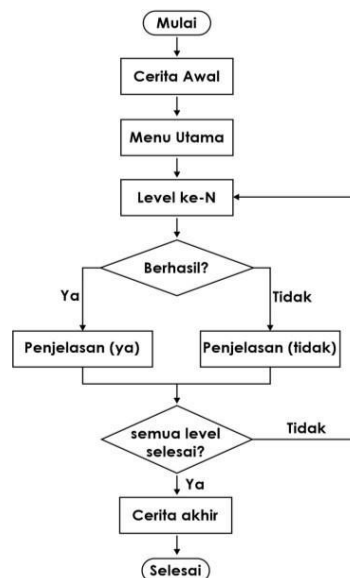 Mulai
Cerita Awal
Menu Utama
Level ke-N
Berhasil?
Ya
Tidak
Penjelasan (ya)
Penjelasan (tidak)
semua level
selesai?
Tidak
Ya
Cerita akhir
Selesai